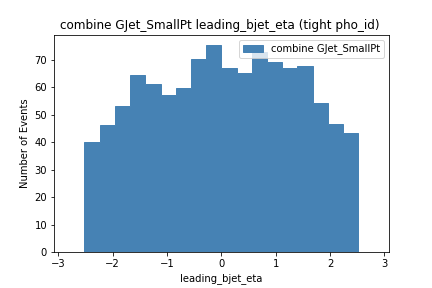 combine GJet_SmallPt leading_bjet_eta (tight pho_id)
combine GJet_SmallPt
Number of Events
70
60
50
40
30
20
10
0
−3 −2 −1 0 1 2 3
leading_bjet_eta